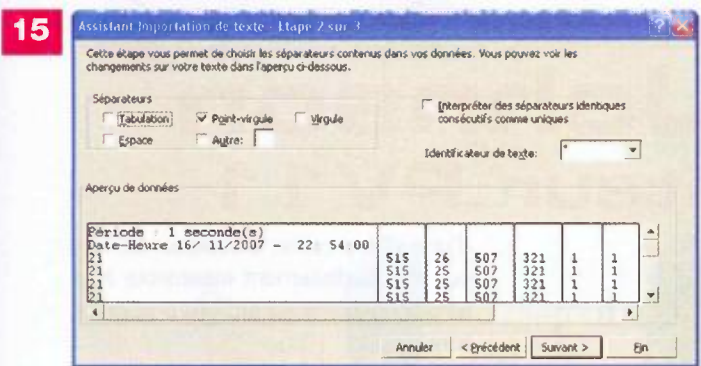 15
Assistant Importation de texte - Étape 2 sur 3
Cette étape vous permet de choisir les séparateurs contenus dans vos données. Vous pouvez voir les
changements sur votre texte dans l'aperçu ci-dessous.
Séparateurs
Tabulation Point-virgule Virgule
Espace Autre:
Interpréter des séparateurs identiques
consécutifs comme uniques
Identificateur de texte: "
Aperçu de données
Période : 1 seconde(s)
Date-Heure 16/ 11/2007 - 22: 54:00
21 515 26 507 321 1 1
21 515 25 507 321 1 1
21 515 25 507 321 1 1
21 515 25 507 321 1 1
Annuler < Précédent Suivant > Fin